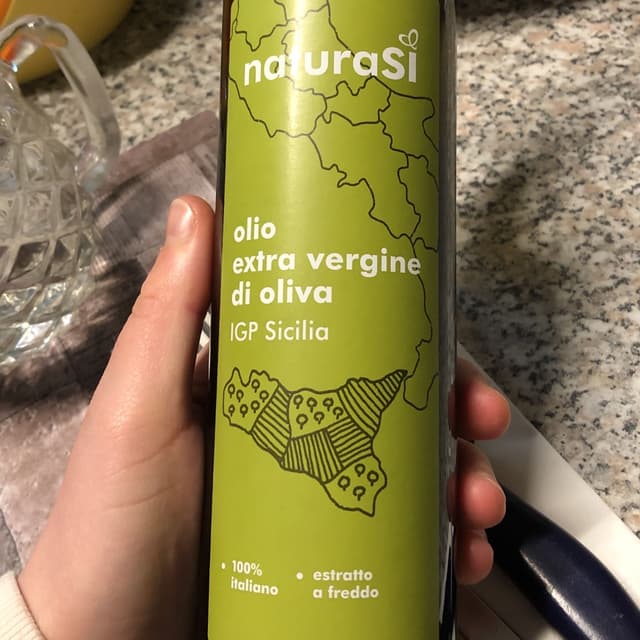 naturaSì
olio
extra vergine
di oliva
IGP Sicilia
• 100%
italiano
• estratto
a freddo